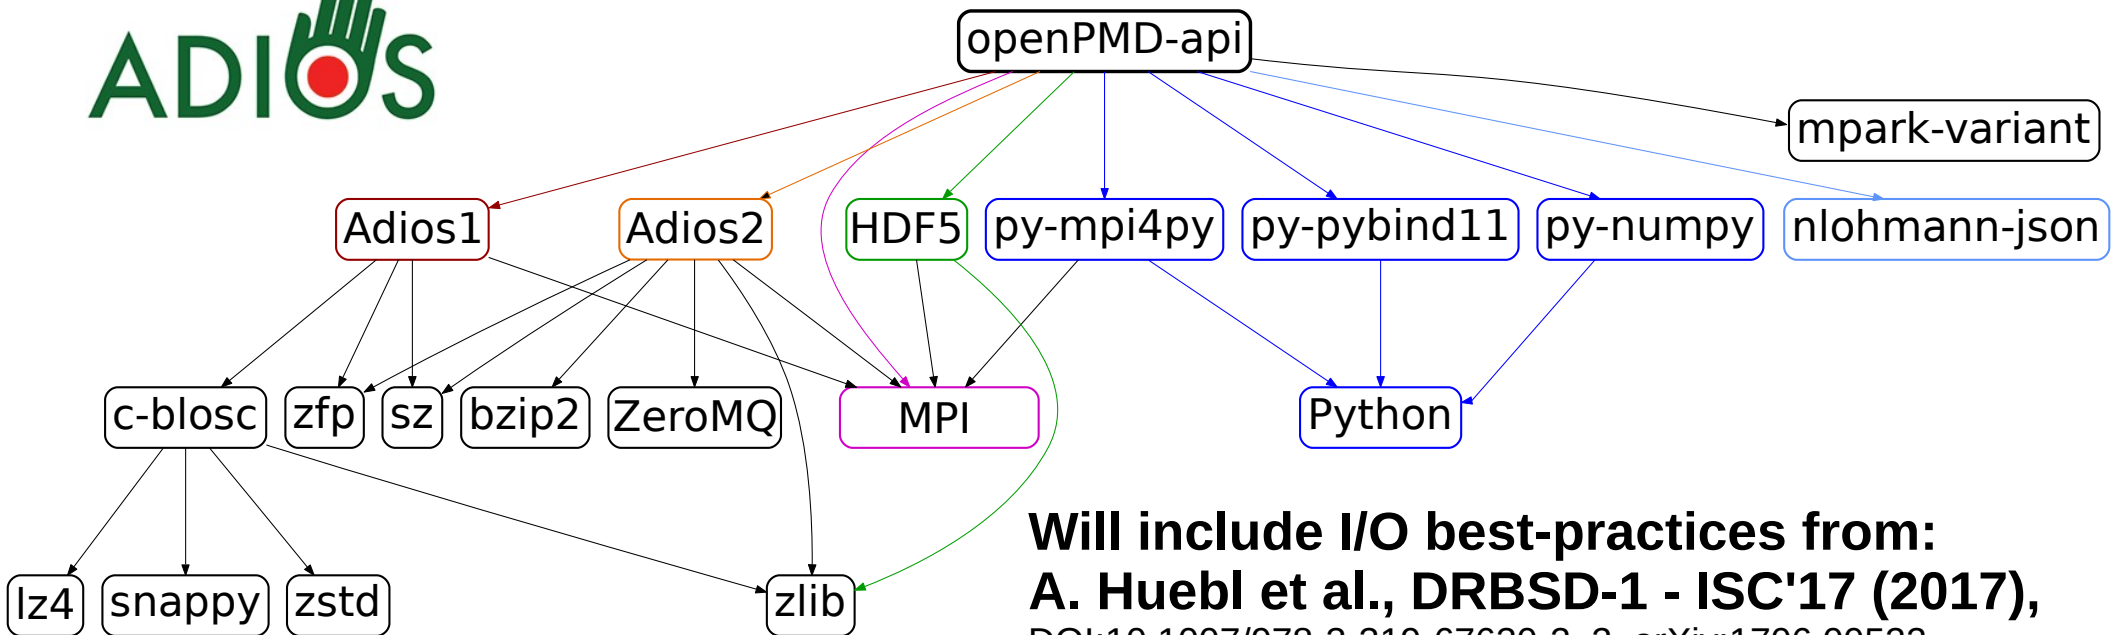 ADIOS
openPMD-api
mpark-variant
Adios1
Adios2
HDF5
py-mpi4py
py-pybind11
py-numpy
nlohmann-json
c-blosc
zfp
sz
bzip2
ZeroMQ
MPI
Python
lz4
snappy
zstd
zlib
Will include I/O best-practices from:
A. Huebl et al., DRBSD-1 - ISC'17 (2017),